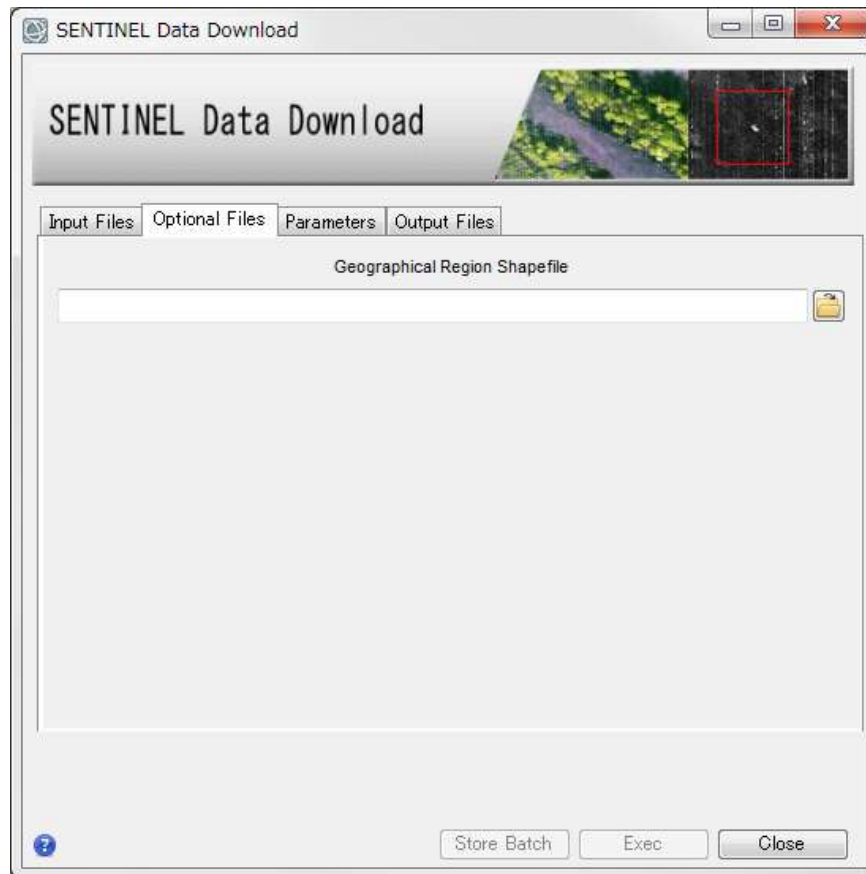 SENTINEL Data Download
SENTINEL Data Download
Input Files Optional Files Parameters Output Files
Geographical Region Shapefile
Store Batch Exec Close